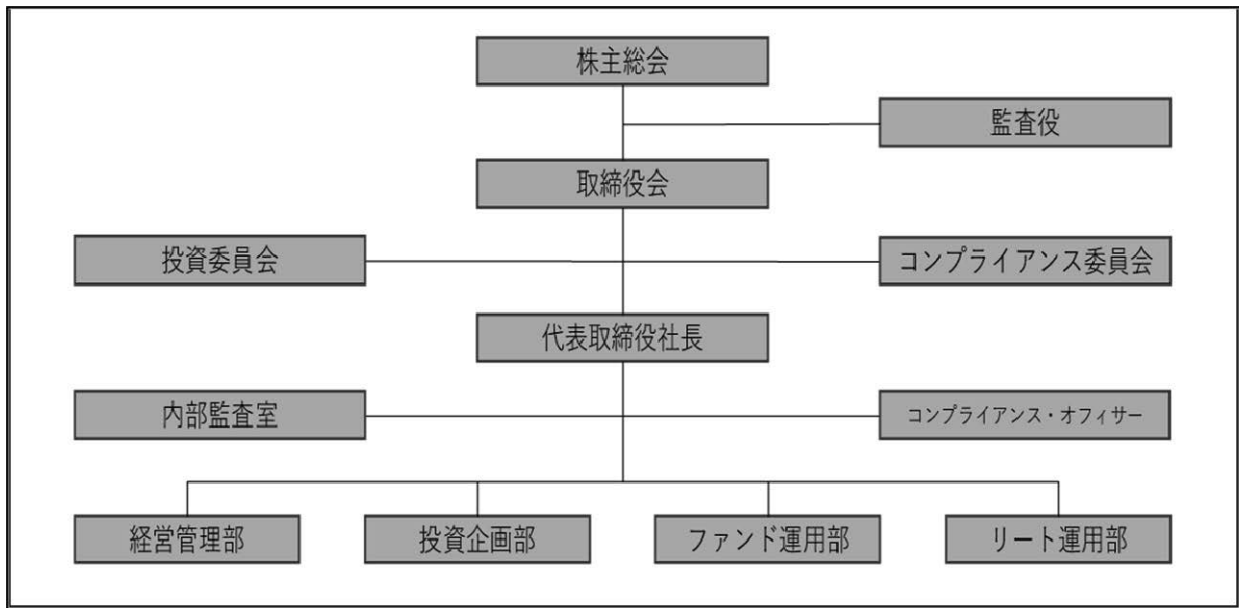 株主総会
監査役
取締役会
投資委員会
コンプライアンス委員会
代表取締役社長
内部監査室
コンプライアンス・オフィサー
経営管理部
投資企画部
ファンド運用部
リート運用部